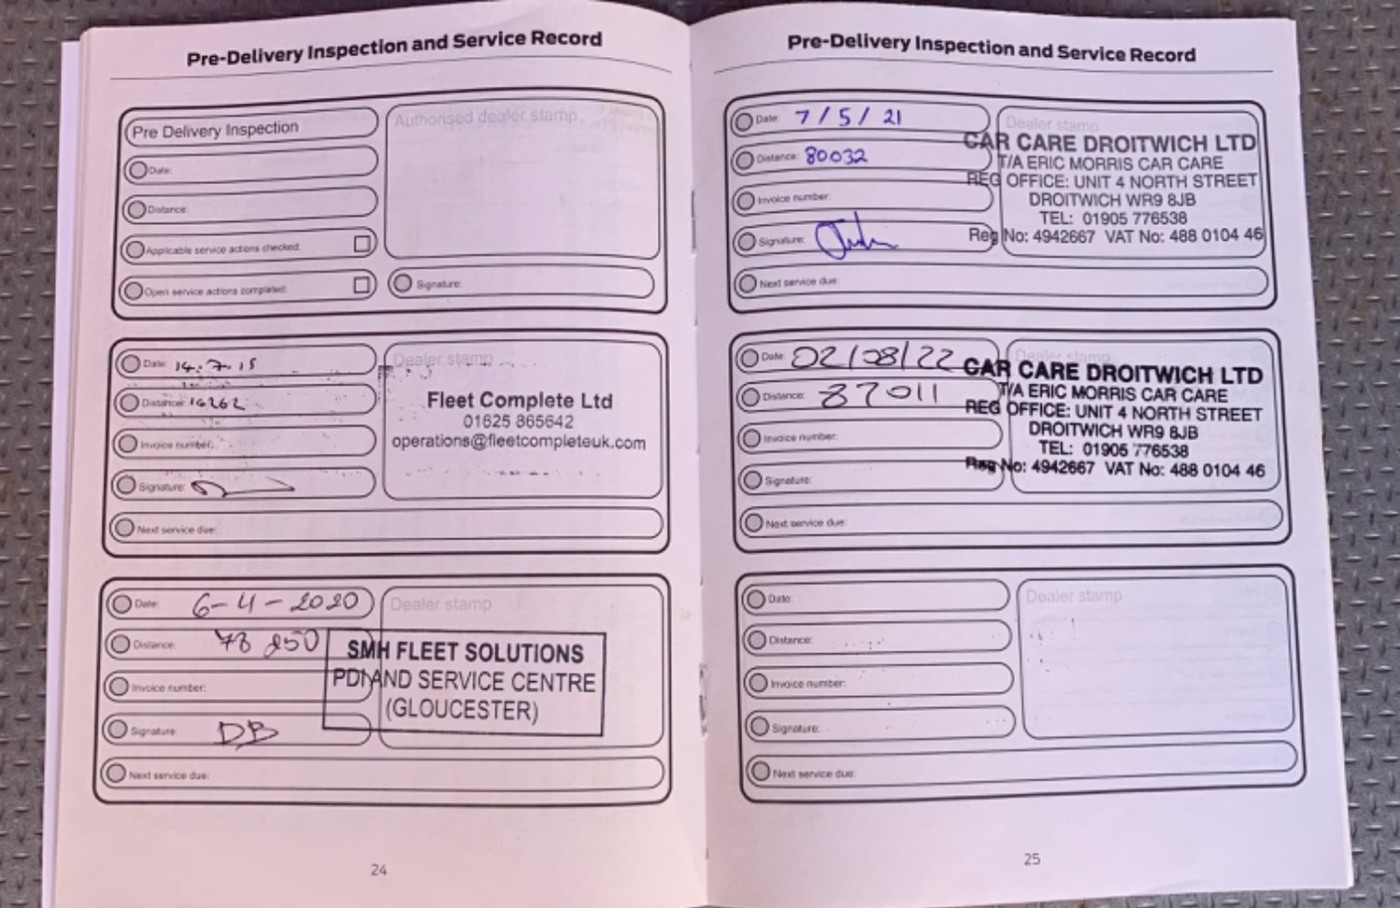 Pre-Delivery Inspection and Service Record
Pre Delivery Inspection
Authorised dealer stamp
Date:
Distance:
Applicable service actions checked:
Open service actions completed:
Signature:
Date: 14.7.15
Distance: 16262
Invoice number:
Signature:
Next service due:
Dealer stamp
Fleet Complete Ltd
01625 865642
operations@fleetcompleteuk.com
Date: 6-4-2020
Distance: 78 250
Invoice number:
Signature: DB
Next service due:
Dealer stamp
SMH FLEET SOLUTIONS
PDI AND SERVICE CENTRE
(GLOUCESTER)
24
Pre-Delivery Inspection and Service Record
Date: 7/5/21
Distance: 80032
Invoice number:
Signature:
Next service due:
Dealer stamp
CAR CARE DROITWICH LTD
T/A ERIC MORRIS CAR CARE
REG OFFICE: UNIT 4 NORTH STREET
DROITWICH WR9 8JB
TEL: 01905 776538
Reg No: 4942667 VAT No: 488 0104 46
Date: 02/08/22
Distance: 87011
Invoice number:
Signature:
Next service due:
Dealer stamp
CAR CARE DROITWICH LTD
T/A ERIC MORRIS CAR CARE
REG OFFICE: UNIT 4 NORTH STREET
DROITWICH WR9 8JB
TEL: 01905 776538
Reg No: 4942667 VAT No: 488 0104 46
Date:
Distance:
Invoice number:
Signature:
Next service due:
Dealer stamp
25